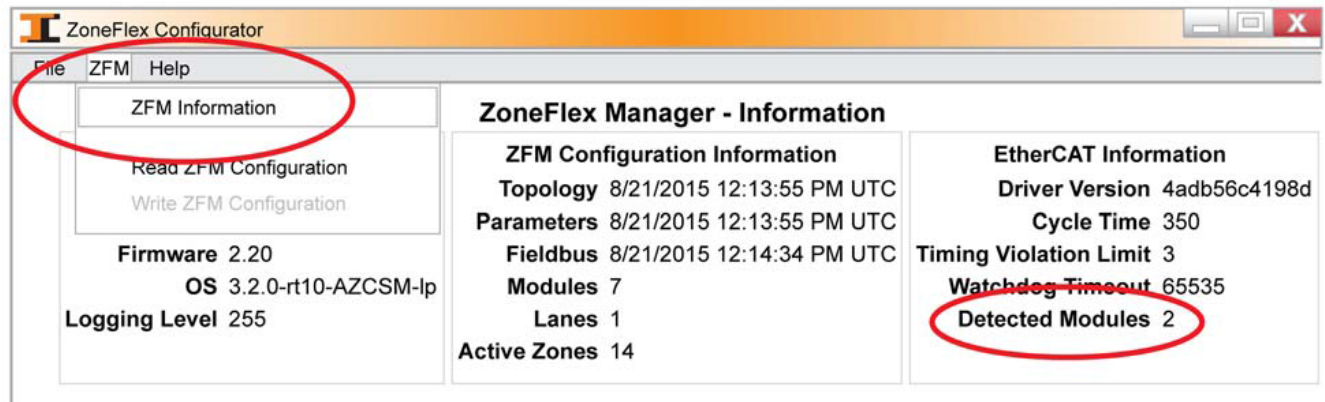 ZoneFlex Configurator
X
File ZFM Help
ZFM Information
Read ZFM Configuration
Write ZFM Configuration
Firmware 2.20
OS 3.2.0-rt10-AZCSM-lp
Logging Level 255
ZoneFlex Manager - Information
ZFM Configuration Information
Topology 8/21/2015 12:13:55 PM UTC
Parameters 8/21/2015 12:13:55 PM UTC
Fieldbus 8/21/2015 12:14:34 PM UTC
Modules 7
Lanes 1
Active Zones 14
EtherCAT Information
Driver Version 4adb56c4198d
Cycle Time 350
Timing Violation Limit 3
Watchdog Timeout 65535
Detected Modules 2